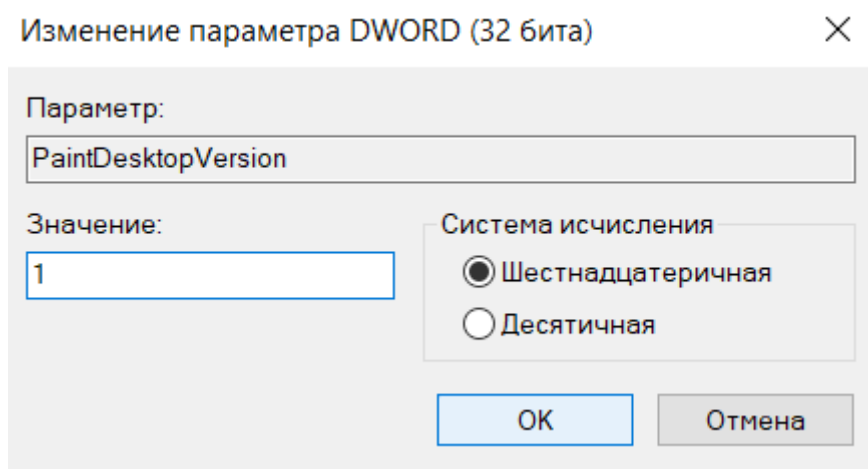 Изменение параметра DWORD (32 бита)
Параметр:
PaintDesktopVersion
Значение:
1
Система исчисления
Шестнадцатеричная
Десятичная
OK
Отмена